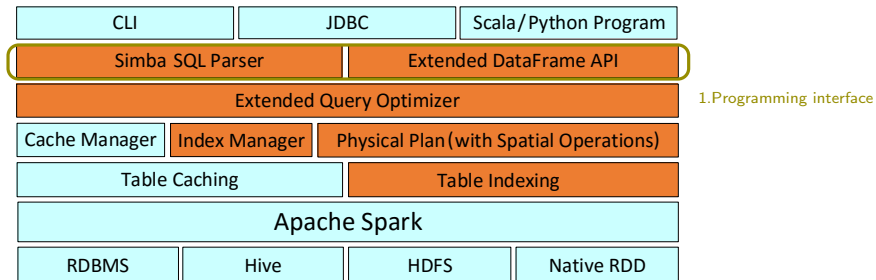 CLI JDBC Scala/Python Program
Simba SQL Parser Extended DataFrame API
Extended Query Optimizer
1.Programming interface
Cache Manager Index Manager Physical Plan (with Spatial Operations)
Table Caching Table Indexing
Apache Spark
RDBMS Hive HDFS Native RDD